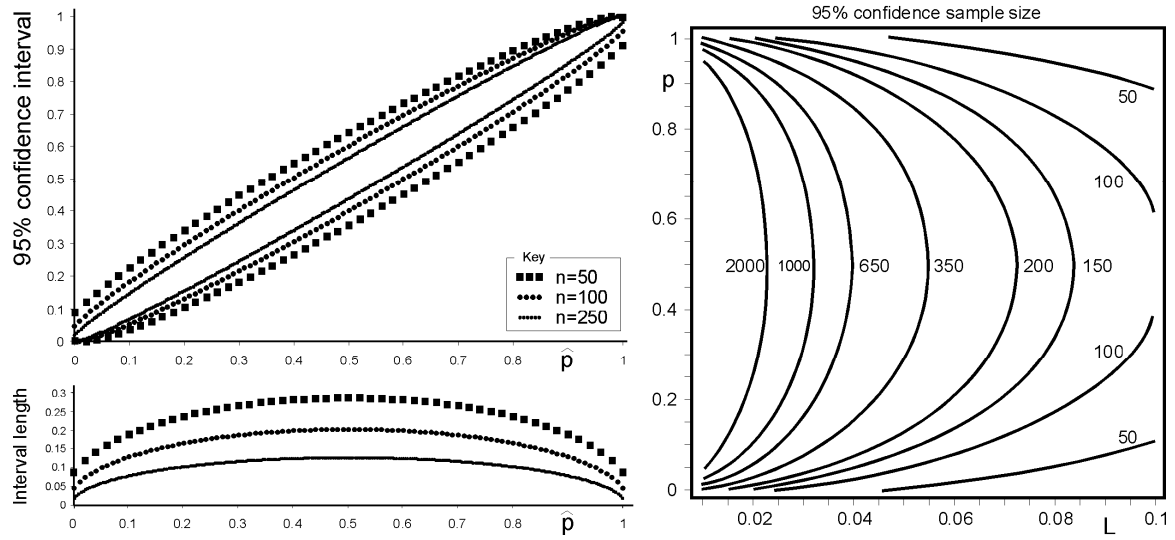 95% confidence interval
1
0.9
0.8
0.7
0.6
0.5
0.4
0.3
0.2
0.1
0
0 0.1 0.2 0.3 0.4 0.5 0.6 0.7 0.8 p̂ 1
Key
n=50
n=100
n=250
Interval length
0.3
0.25
0.2
0.15
0.1
0.05
0
0 0.1 0.2 0.3 0.4 0.5 0.6 0.7 0.8 p̂ 1
95% confidence sample size
1
p
0.8
0.6
0.4
0.2
0
50
100
2000 1000 650 350 200 150
100
50
0.02 0.04 0.06 0.08 L 0.1